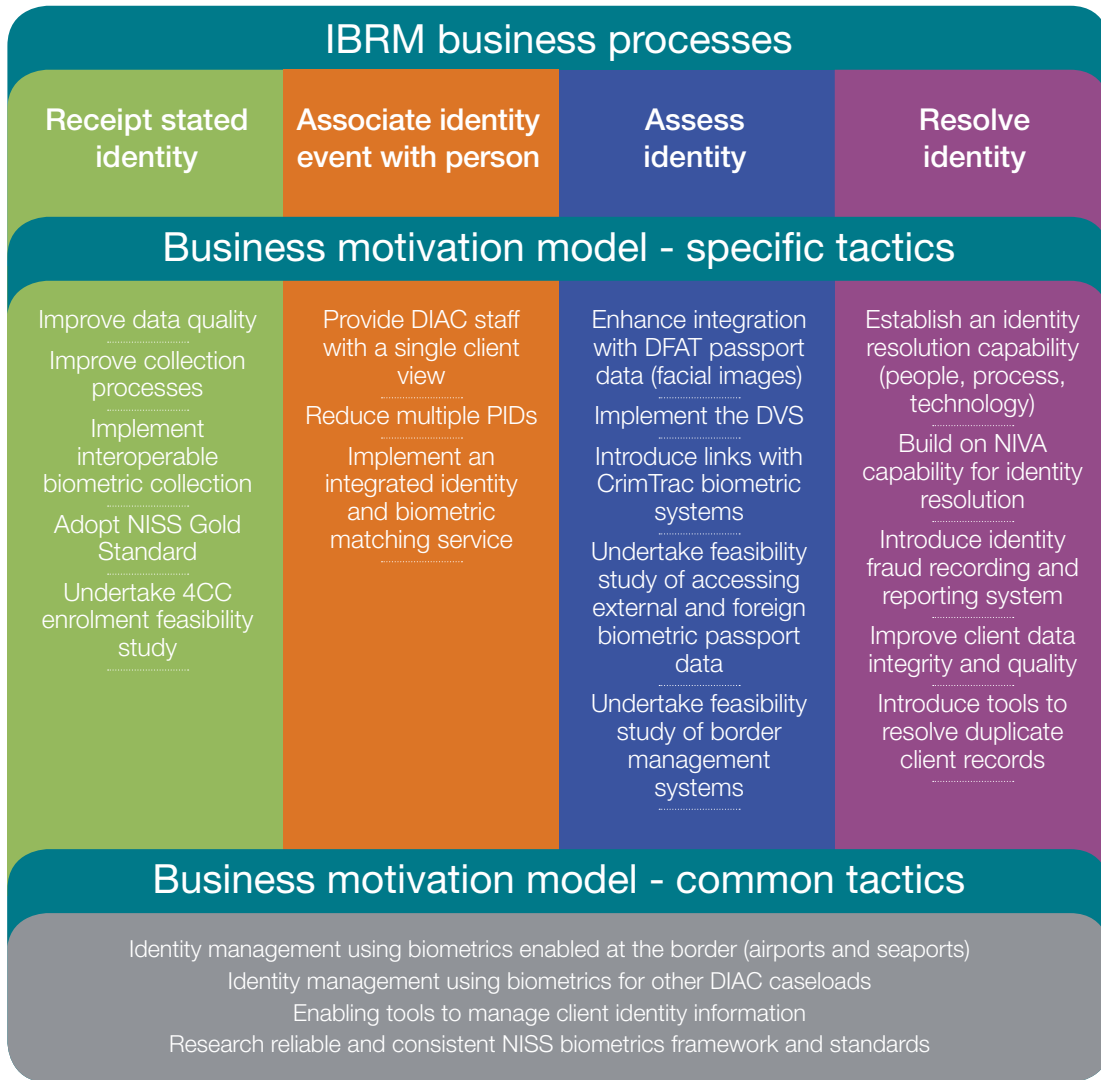 IBRM business processes
Receipt stated
identity
Associate identity
event with person
Assess
identity
Resolve
identity
Business motivation model - specific tactics
Improve data quality
Improve collection
processes
Implement
interoperable
biometric collection
Adopt NISS Gold
Standard
Undertake 4CC
enrolment feasibility
study
Provide DIAC staff
with a single client
view
Reduce multiple PIDs
Implement an
integrated identity
and biometric
matching service
Enhance integration
with DFAT passport
data (facial images)
Implement the DVS
Introduce links with
CrimTrac biometric
systems
Undertake feasibility
study of accessing
external and foreign
biometric passport
data
Undertake feasibility
study of border
management
systems
Establish an identity
resolution capability
(people, process,
technology)
Build on NIVA
capability for identity
resolution
Introduce identity
fraud recording and
reporting system
Improve client data
integrity and quality
Introduce tools to
resolve duplicate
client records
Business motivation model - common tactics
Identity management using biometrics enabled at the border (airports and seaports)
Identity management using biometrics for other DIAC caseloads
Enabling tools to manage client identity information
Research reliable and consistent NISS biometrics framework and standards